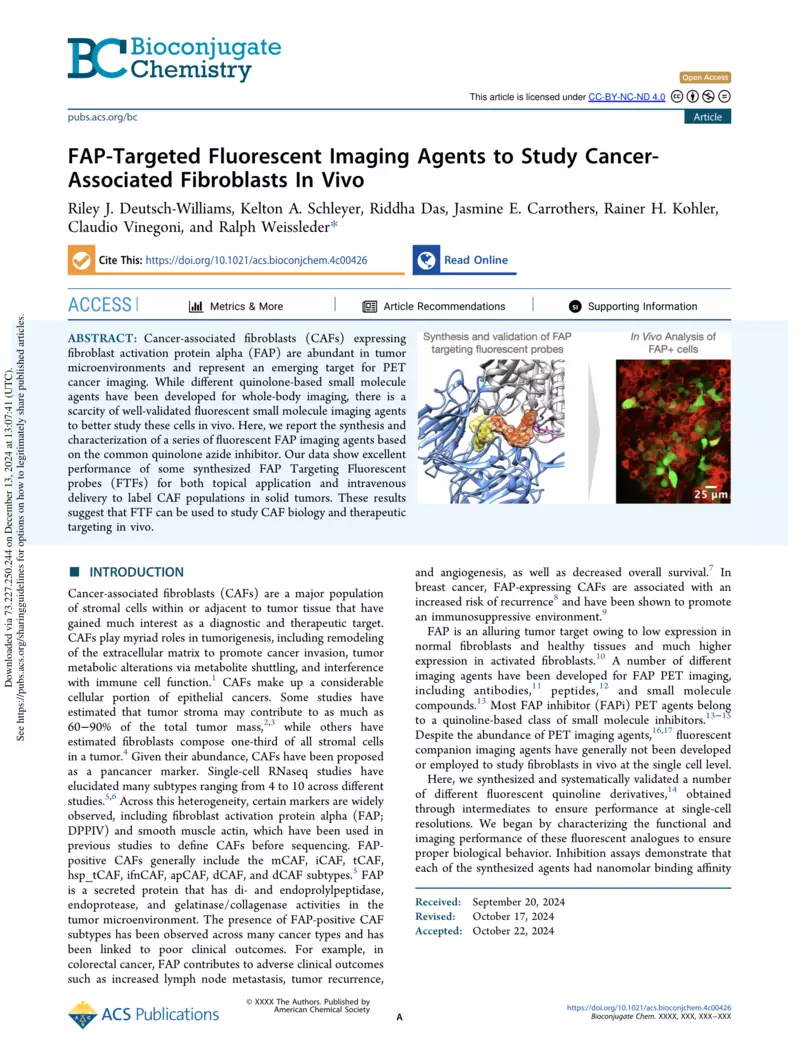 Bioconjugate
Chemistry
Open Access
This article is licensed under CC-BY-NC-ND 4.0
pubs.acs.org/bc
Article
FAP-Targeted Fluorescent Imaging Agents to Study Cancer-
Associated Fibroblasts In Vivo
Riley J. Deutsch-Williams, Kelton A. Schleyer, Riddha Das, Jasmine E. Carrothers, Rainer H. Kohler,
Claudio Vinegoni, and Ralph Weissleder*
Cite This: https://doi.org/10.1021/acs.bioconjchem.4c00426
Read Online
ACCESS
Metrics & More
Article Recommendations
SI Supporting Information
ABSTRACT: Cancer-associated fibroblasts (CAFs) expressing
fibroblast activation protein alpha (FAP) are abundant in tumor
microenvironments and represent an emerging target for PET
cancer imaging. While different quinolone-based small molecule
agents have been developed for whole-body imaging, there is a
scarcity of well-validated fluorescent small molecule imaging agents
to better study these cells in vivo. Here, we report the synthesis and
characterization of a series of fluorescent FAP imaging agents based
on the common quinolone azide inhibitor. Our data show excellent
performance of some synthesized FAP Targeting Fluorescent
probes (FTFs) for both topical application and intravenous
delivery to label CAF populations in solid tumors. These results
suggest that FTF can be used to study CAF biology and therapeutic
targeting in vivo.
Synthesis and validation of FAP
targeting fluorescent probes
In Vivo Analysis of
FAP+ cells
25 μm
■ INTRODUCTION
Cancer-associated fibroblasts (CAFs) are a major population
of stromal cells within or adjacent to tumor tissue that have
gained much interest as a diagnostic and therapeutic target.
CAFs play myriad roles in tumorigenesis, including remodeling
of the extracellular matrix to promote cancer invasion, tumor
metabolic alterations via metabolite shuttling, and interference
with immune cell function.1 CAFs make up a considerable
cellular portion of epithelial cancers. Some studies have
estimated that tumor stroma may contribute to as much as
60−90% of the total tumor mass,2,3 while others have
estimated fibroblasts compose one-third of all stromal cells
in a tumor.4 Given their abundance, CAFs have been proposed
as a pancancer marker. Single-cell RNaseq studies have
elucidated many subtypes ranging from 4 to 10 across different
studies.5,6 Across this heterogeneity, certain markers are widely
observed, including fibroblast activation protein alpha (FAP;
DPPIV) and smooth muscle actin, which have been used in
previous studies to define CAFs before sequencing. FAP-
positive CAFs generally include the mCAF, iCAF, tCAF,
hsp_tCAF, ifnCAF, apCAF, dCAF, and dCAF subtypes.5 FAP
is a secreted protein that has di- and endoprolylpeptidase,
endoprotease, and gelatinase/collagenase activities in the
tumor microenvironment. The presence of FAP-positive CAF
subtypes has been observed across many cancer types and has
been linked to poor clinical outcomes. For example, in
colorectal cancer, FAP contributes to adverse clinical outcomes
such as increased lymph node metastasis, tumor recurrence,
and angiogenesis, as well as decreased overall survival.7 In
breast cancer, FAP-expressing CAFs are associated with an
increased risk of recurrence8 and have been shown to promote
an immunosuppressive environment.9
FAP is an alluring tumor target owing to low expression in
normal fibroblasts and healthy tissues and much higher
expression in activated fibroblasts.10 A number of different
imaging agents have been developed for FAP PET imaging,
including antibodies,11 peptides,12 and small molecule
compounds.13 Most FAP inhibitor (FAPi) PET agents belong
to a quinoline-based class of small molecule inhibitors.13−15
Despite the abundance of PET imaging agents,16,17 fluorescent
companion imaging agents have generally not been developed
or employed to study fibroblasts in vivo at the single cell level.
Here, we synthesized and systematically validated a number
of different fluorescent quinoline derivatives,14 obtained
through intermediates to ensure performance at single-cell
resolutions. We began by characterizing the functional and
imaging performance of these fluorescent analogues to ensure
proper biological behavior. Inhibition assays demonstrate that
each of the synthesized agents had nanomolar binding affinity
Received: September 20, 2024
Revised: October 17, 2024
Accepted: October 22, 2024
ACS Publications
© XXXX The Authors. Published by
American Chemical Society
A
https://doi.org/10.1021/acs.bioconjchem.4c00426
Bioconjugate Chem. XXXX, XXX, XXX−XXX
Downloaded via 73.227.250.244 on December 13, 2024 at 13:07:41 (UTC).
See https://pubs.acs.org/sharingguidelines for options on how to legitimately share published articles.